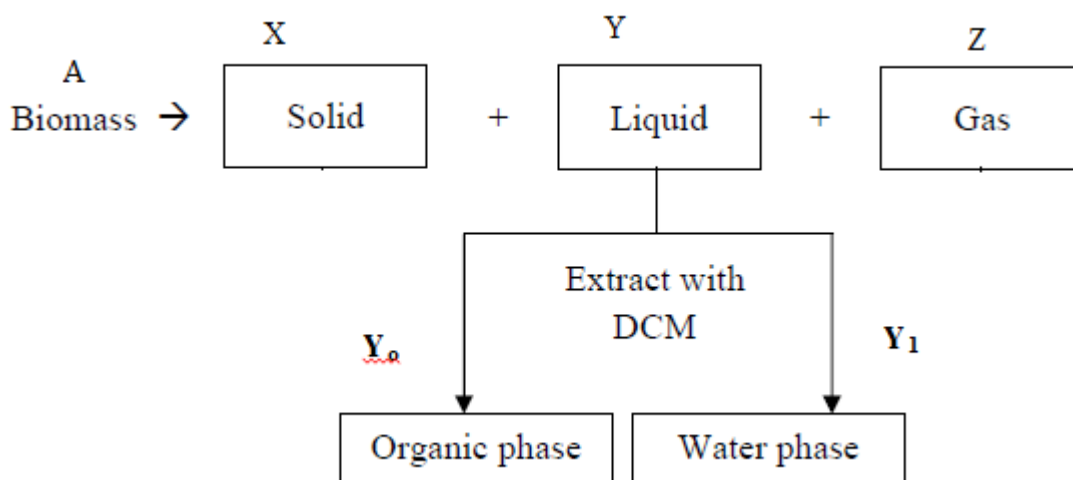 X Y Z
A
Biomass → Solid + Liquid + Gas
Extract with
DCM
Yₒ Y₁
Organic phase Water phase